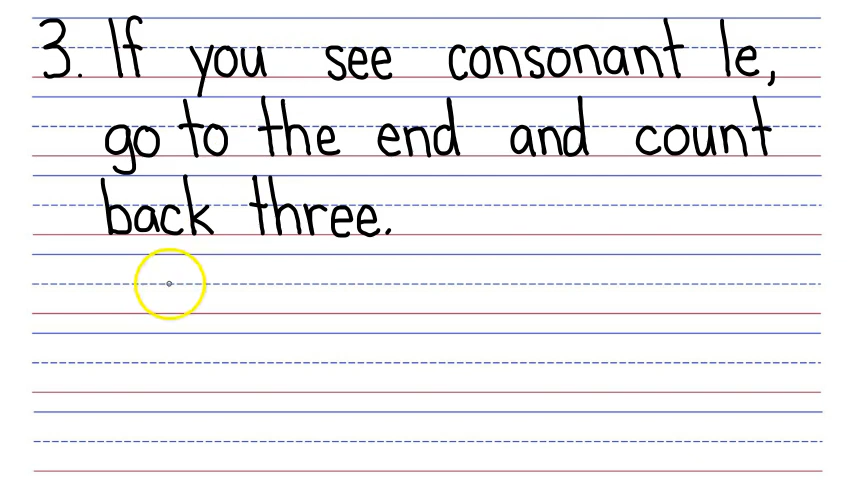 3. If you see consonant le,
go to the end and count
back three.